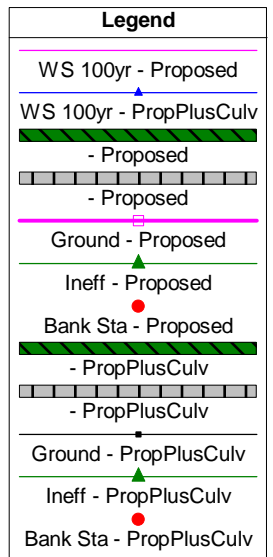 Legend
WS 100yr - Proposed
WS 100yr - PropPlusCulv
- Proposed
- Proposed
Ground - Proposed
Ineff - Proposed
Bank Sta - Proposed
- PropPlusCulv
- PropPlusCulv
Ground - PropPlusCulv
Ineff - PropPlusCulv
Bank Sta - PropPlusCulv